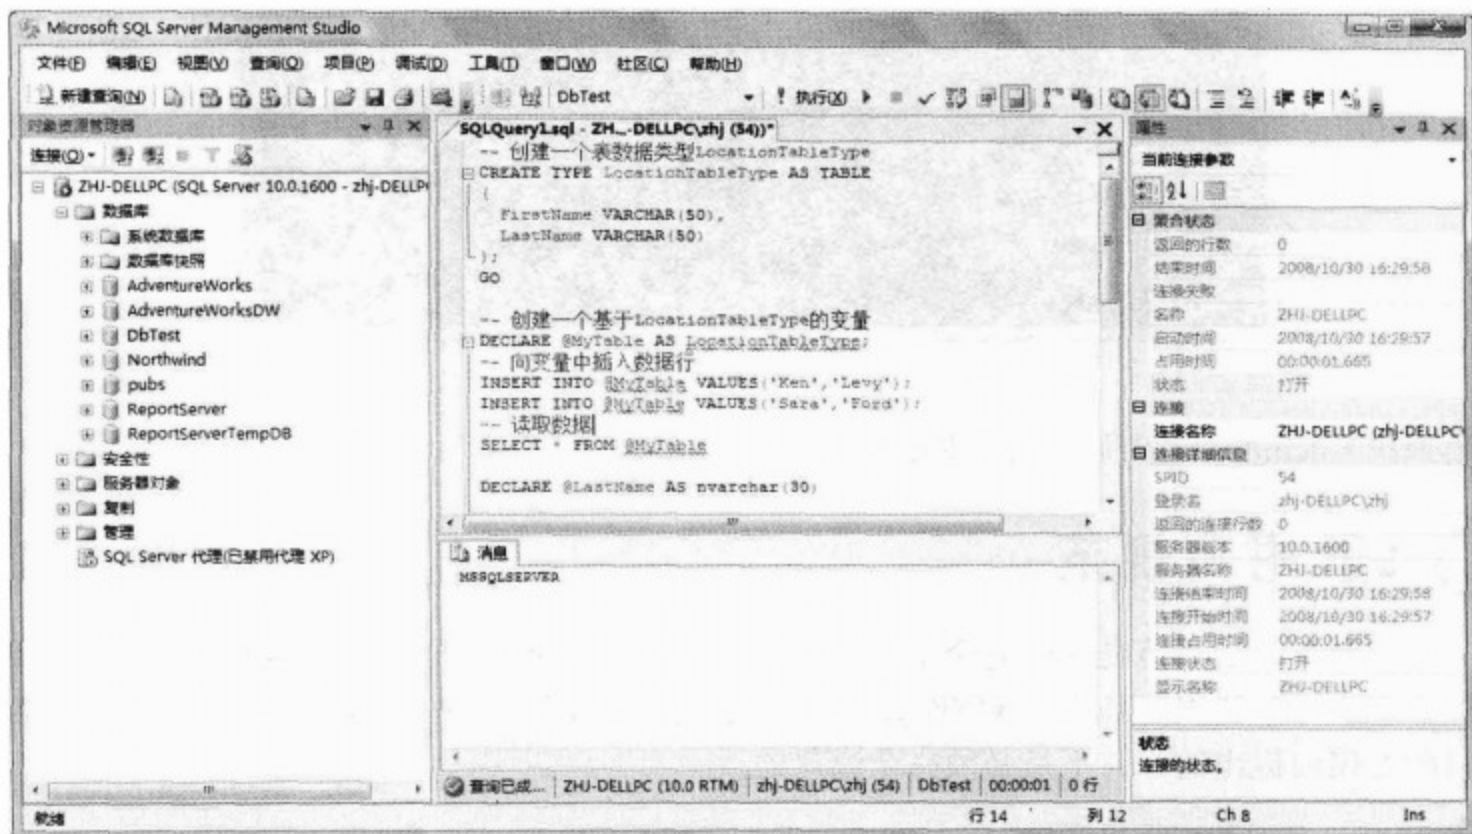 Microsoft SQL Server Management Studio
文件(F) 编辑(E) 视图(V) 查询(Q) 项目(P) 调试(D) 工具(T) 窗口(W) 社区(C) 帮助(H)
新建查询(N) DbTest 执行(X)
对象资源管理器
连接(O)
ZHJ-DELLPC (SQL Server 10.0.1600 - zhj-DELLP
数据库
系统数据库
数据库快照
AdventureWorks
AdventureWorksDW
DbTest
Northwind
pubs
ReportServer
ReportServerTempDB
安全性
服务器对象
复制
管理
SQL Server 代理(已禁用代理 XP)
SQLQuery1.sql - ZH...-DELLPC\zhj (54))*
-- 创建一个表数据类型LocationTableType
CREATE TYPE LocationTableType AS TABLE
(
FirstName VARCHAR(50),
LastName VARCHAR(50)
);
GO
-- 创建一个基于LocationTableType的变量
DECLARE @MyTable AS LocationTableType;
-- 向变量中插入数据行
INSERT INTO @MyTable VALUES('Ken','Levy');
INSERT INTO @MyTable VALUES('Sara','Ford');
-- 读取数据
SELECT * FROM @MyTable
DECLARE @LastName AS nvarchar(30)
消息
MSSQLSERVER
查询已成... ZHJ-DELLPC (10.0 RTM) zhj-DELLPC\zhj (54) DbTest 00:00:01 0 行
属性
当前连接参数
聚合状态
返回的行数 0
结束时间 2008/10/30 16:29:58
连接失败
名称 ZHJ-DELLPC
启动时间 2008/10/30 16:29:57
占用时间 00:00:01.665
状态 打开
连接
连接名称 ZHJ-DELLPC (zhj-DELLPC\
连接详细信息
SPID 54
登录名 zhj-DELLPC\zhj
返回的连接行数 0
服务器版本 10.0.1600
服务器名称 ZHJ-DELLPC
连接结束时间 2008/10/30 16:29:58
连接开始时间 2008/10/30 16:29:57
连接占用时间 00:00:01.665
连接状态 打开
显示名称 ZHJ-DELLPC
状态
连接的状态。
就绪 行 14 列 12 Ch 8 Ins